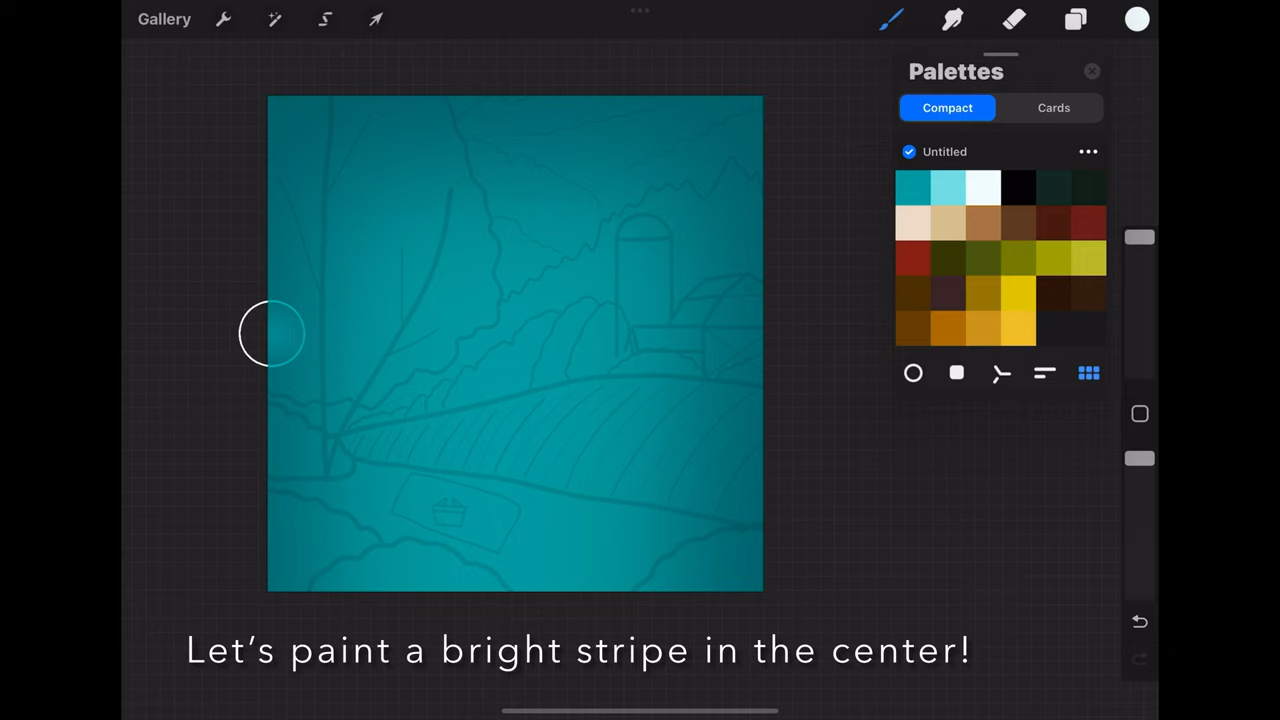 Gallery
Palettes
Compact
Cards
Untitled
Let's paint a bright stripe in the center!